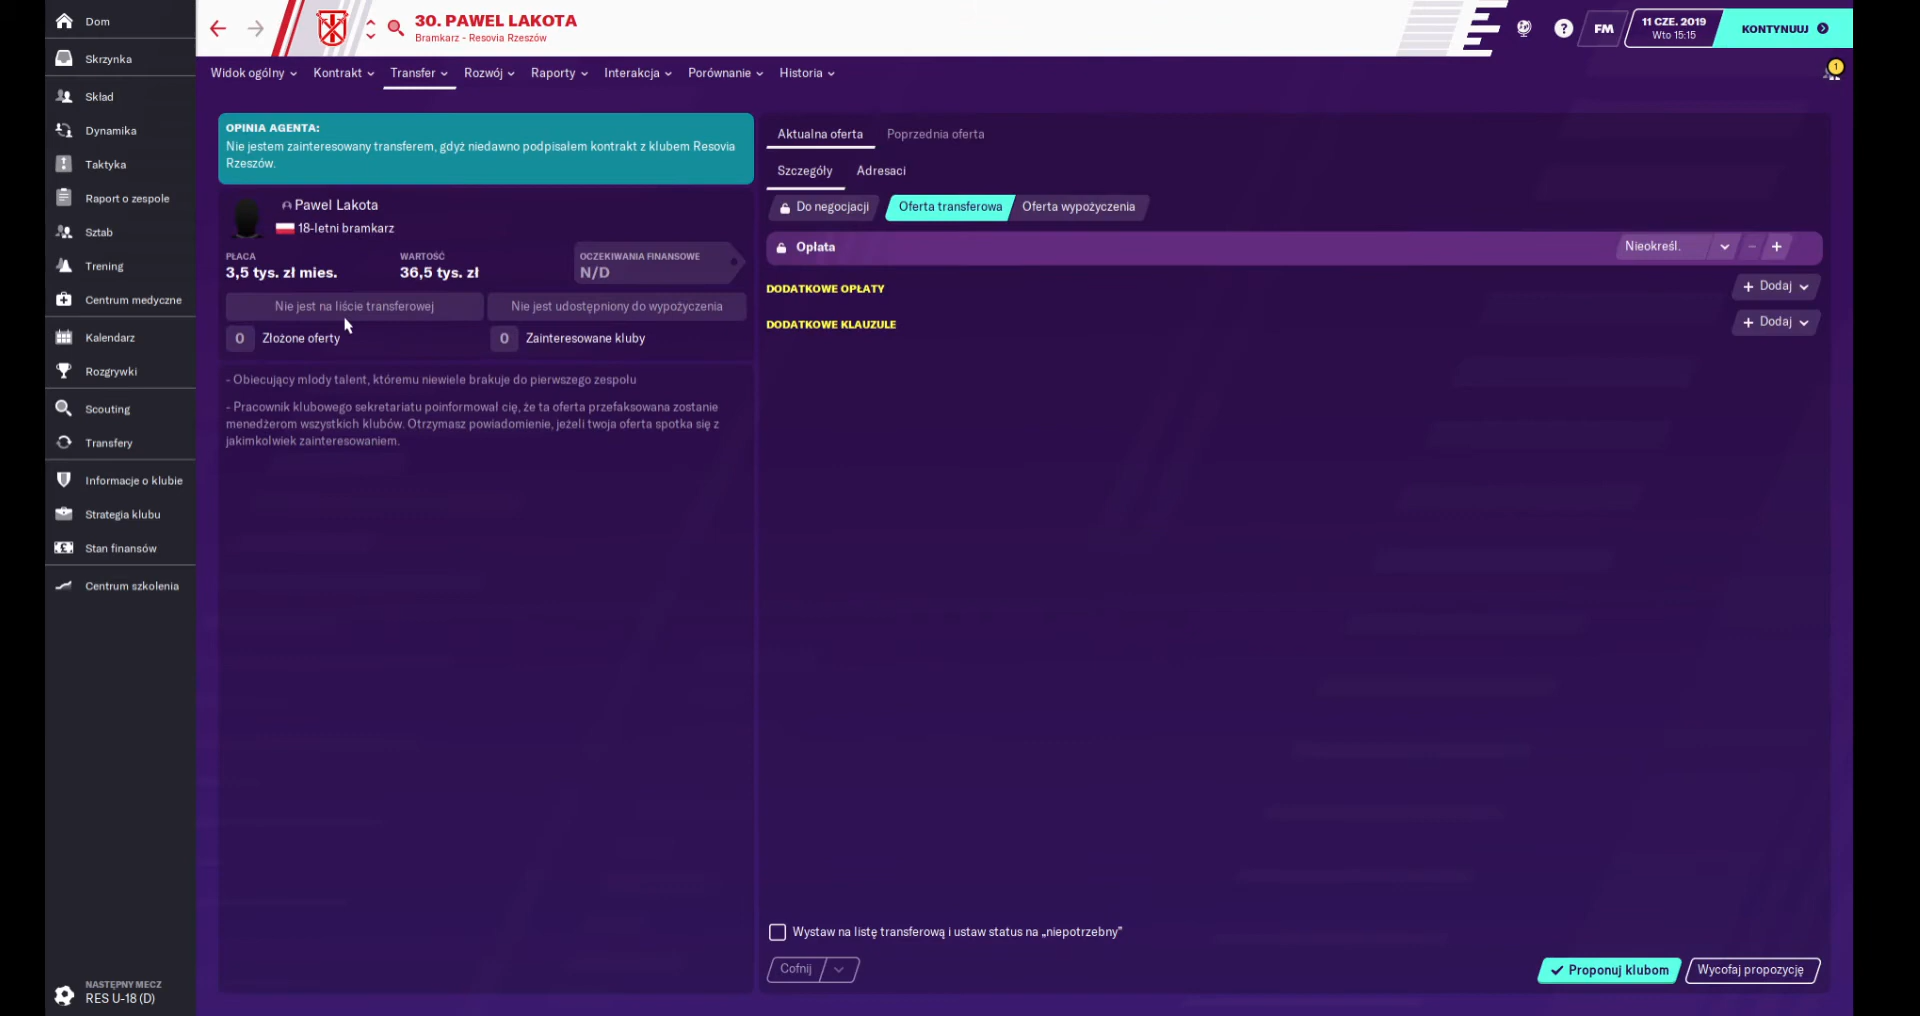 Dom
Skrzynka
Skład
Dynamika
Taktyka
Raport o zespole
Sztab
Trening
Centrum medyczne
Kalendarz
Rozgrywki
Scouting
Transfery
Informacje o klubie
Strategia klubu
Stan finansów
Centrum szkolenia
NASTĘPNY MECZ
RES U-18 (D)
30. PAWEL LAKOTA
Bramkarz - Resovia Rzeszów
FM
11 CZE. 2019
Wto 15:15
KONTYNUUJ
1
Widok ogólny
Kontrakt
Transfer
Rozwój
Raporty
Interakcja
Porównanie
Historia
OPINIA AGENTA:
Nie jestem zainteresowany transferem, gdyż niedawno podpisałem kontrakt z klubem Resovia
Rzeszów.
Pawel Lakota
18-letni bramkarz
PŁACA
3,5 tys. zł mies.
WARTOŚĆ
36,5 tys. zł
OCZEKIWANIA FINANSOWE
N/D
Nie jest na liście transferowej
Nie jest udostępniony do wypożyczenia
0 Złożone oferty
0 Zainteresowane kluby
- Obiecujący młody talent, któremu niewiele brakuje do pierwszego zespołu
- Pracownik klubowego sekretariatu poinformował cię, że ta oferta przefaksowana zostanie
menedżerom wszystkich klubów. Otrzymasz powiadomienie, jeżeli twoja oferta spotka się z
jakimkolwiek zainteresowaniem.
Aktualna oferta
Poprzednia oferta
Szczegóły
Adresaci
Do negocjacji
Oferta transferowa
Oferta wypożyczenia
Opłata
Nieokreśl.
DODATKOWE OPŁATY
+ Dodaj
DODATKOWE KLAUZULE
+ Dodaj
Wystaw na listę transferową i ustaw status na „niepotrzebny”
Cofnij
Proponuj klubom
Wycofaj propozycję